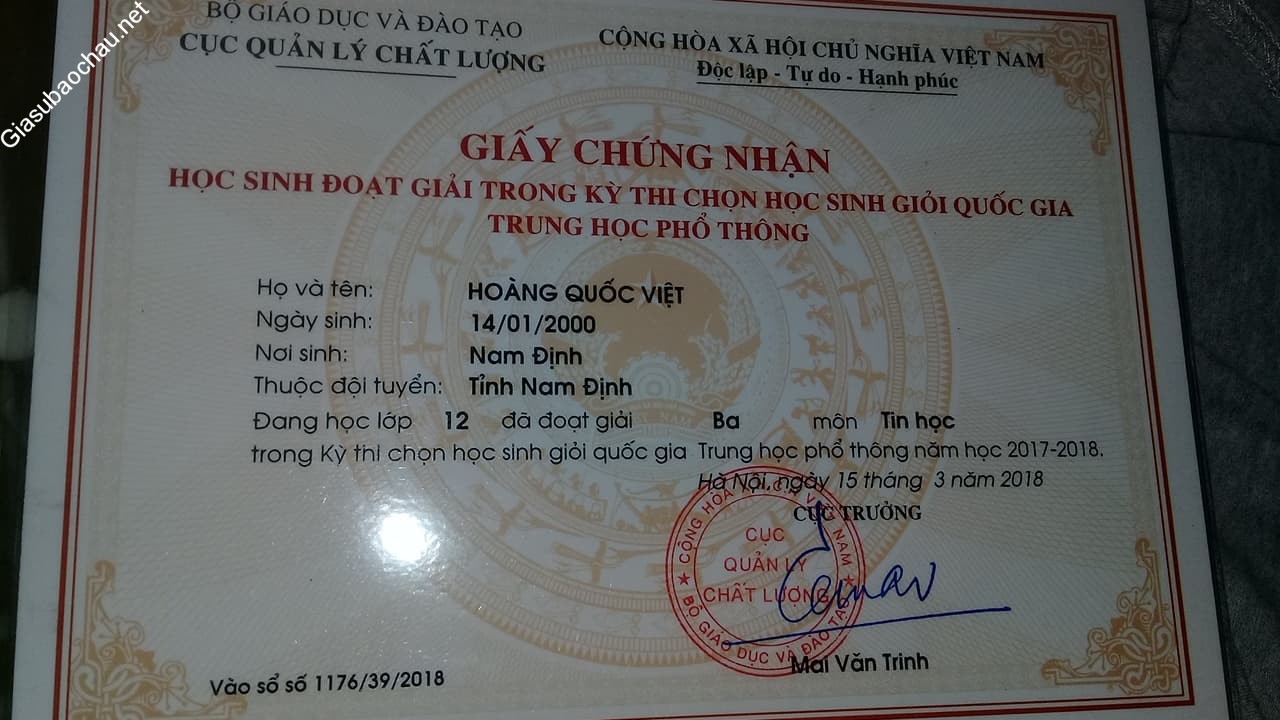 Giasubaochau.net
BỘ GIÁO DỤC VÀ ĐÀO TẠO
CỤC QUẢN LÝ CHẤT LƯỢNG
CỘNG HÒA XÃ HỘI CHỦ NGHĨA VIỆT NAM
Độc lập - Tự do - Hạnh phúc
GIẤY CHỨNG NHẬN
HỌC SINH ĐOẠT GIẢI TRONG KỲ THI CHỌN HỌC SINH GIỎI QUỐC GIA
TRUNG HỌC PHỔ THÔNG
Họ và tên: HOÀNG QUỐC VIỆT
Ngày sinh: 14/01/2000
Nơi sinh: Nam Định
Thuộc đội tuyển: Tỉnh Nam Định
Đang học lớp 12 đã đoạt giải Ba môn Tin học
trong Kỳ thi chọn học sinh giỏi quốc gia Trung học phổ thông năm học 2017-2018.
Hà Nội, ngày 15 tháng 3 năm 2018
CỤC TRƯỞNG
CỘNG HÒA VIỆT NAM
CỤC
QUẢN LÝ
CHẤT LƯỢNG
BỘ GIÁO DỤC VÀ ĐÀO TẠO
Mai Văn Trinh
Vào sổ số 1176/39/2018